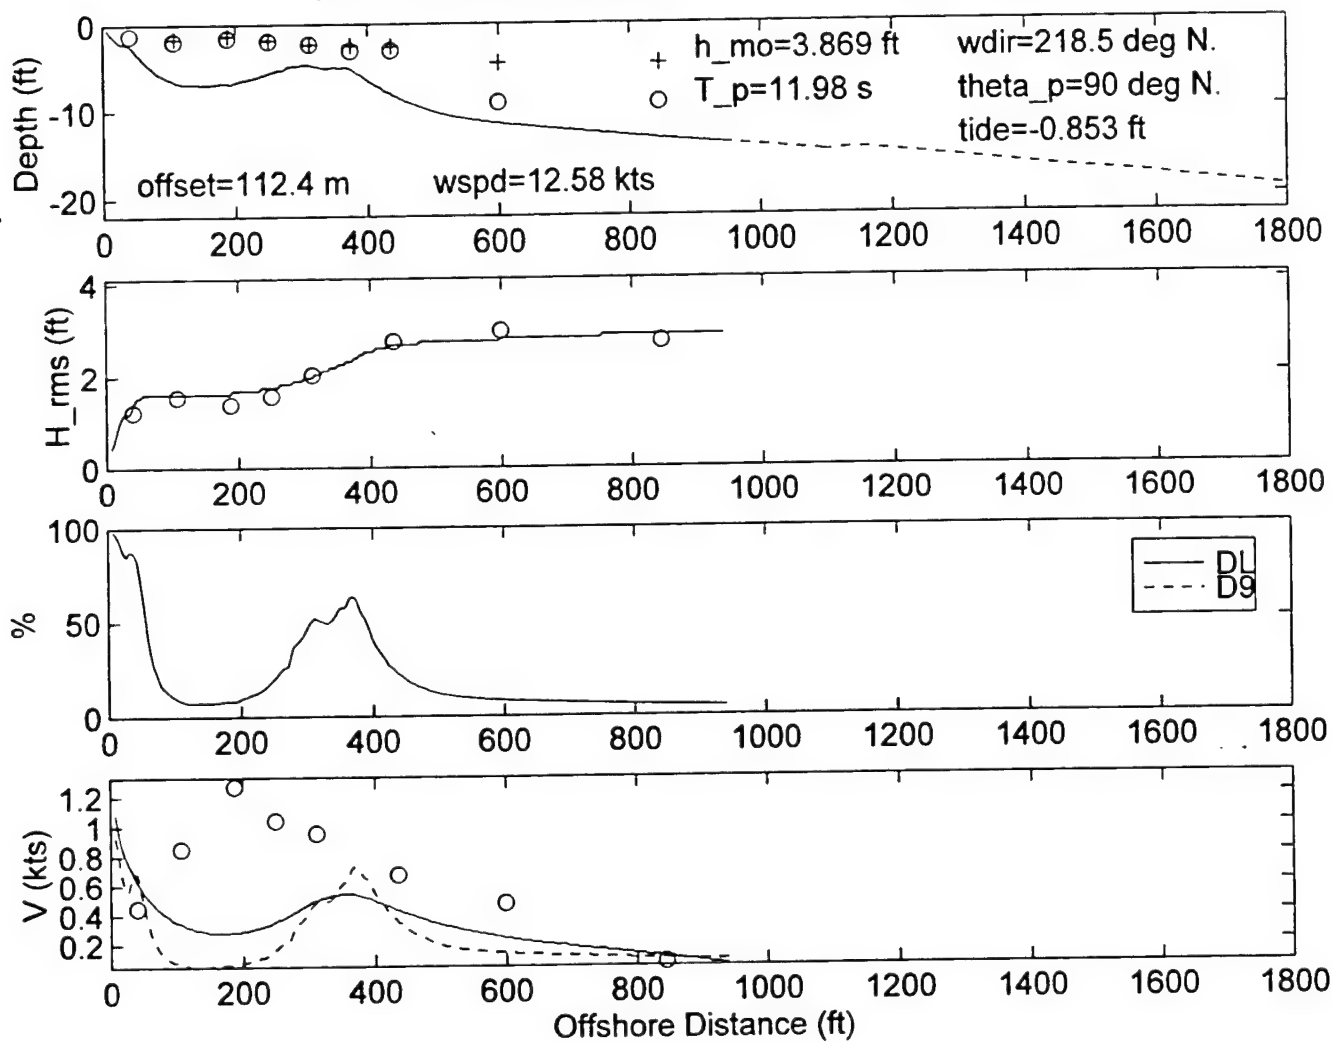 0
-10
-20
Depth (ft)
h_mo=3.869 ft
wdir=218.5 deg N.
T_p=11.98 s
theta_p=90 deg N.
tide=-0.853 ft
offset=112.4 m
wspd=12.58 kts
0 200 400 600 800 1000 1200 1400 1600 1800
4
2
0
H_rms (ft)
0 200 400 600 800 1000 1200 1400 1600 1800
100
50
0
%
DL
D9
0 200 400 600 800 1000 1200 1400 1600 1800
1.2
1
0.8
0.6
0.4
0.2
V (kts)
0 200 400 600 800 1000 1200 1400 1600 1800
Offshore Distance (ft)